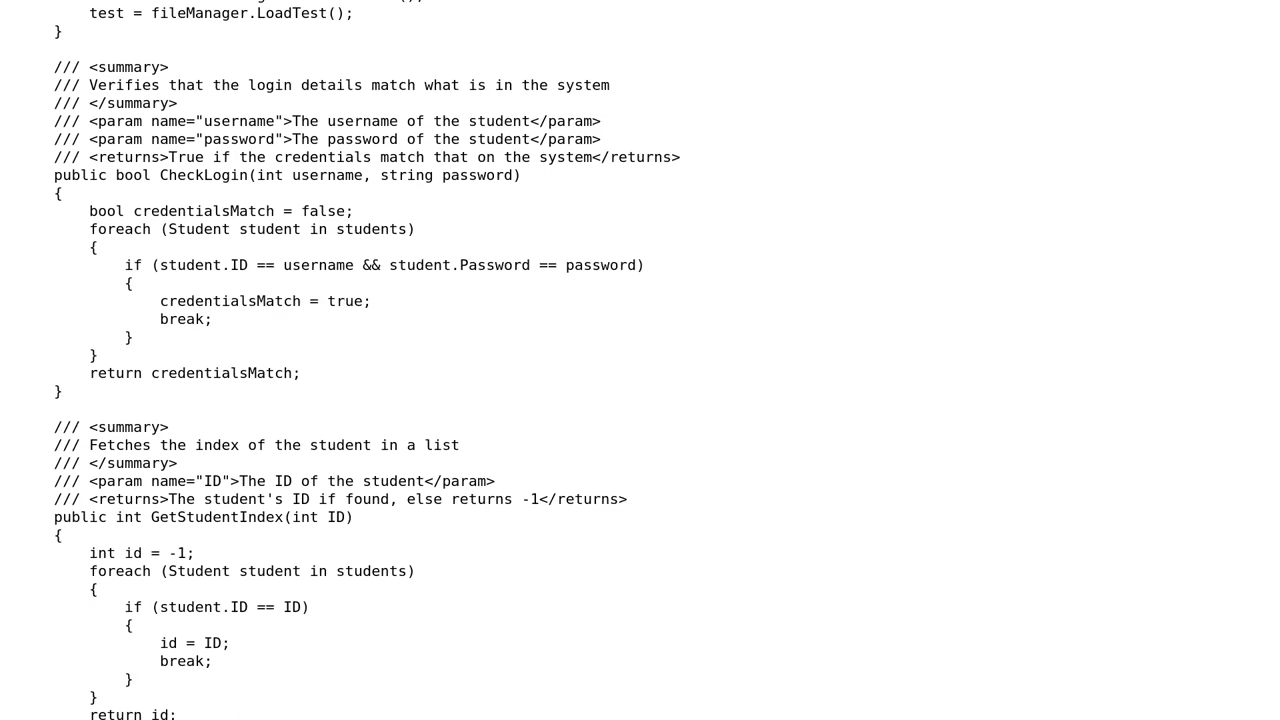 test = fileManager.LoadTest();
}
/// <summary>
/// Verifies that the login details match what is in the system
/// </summary>
/// <param name="username">The username of the student</param>
/// <param name="password">The password of the student</param>
/// <returns>True if the credentials match that on the system</returns>
public bool CheckLogin(int username, string password)
{
bool credentialsMatch = false;
foreach (Student student in students)
{
if (student.ID == username && student.Password == password)
{
credentialsMatch = true;
break;
}
}
return credentialsMatch;
}
/// <summary>
/// Fetches the index of the student in a list
/// </summary>
/// <param name="ID">The ID of the student</param>
/// <returns>The student's ID if found, else returns -1</returns>
public int GetStudentIndex(int ID)
{
int id = -1;
foreach (Student student in students)
{
if (student.ID == ID)
{
id = ID;
break;
}
}
return id;